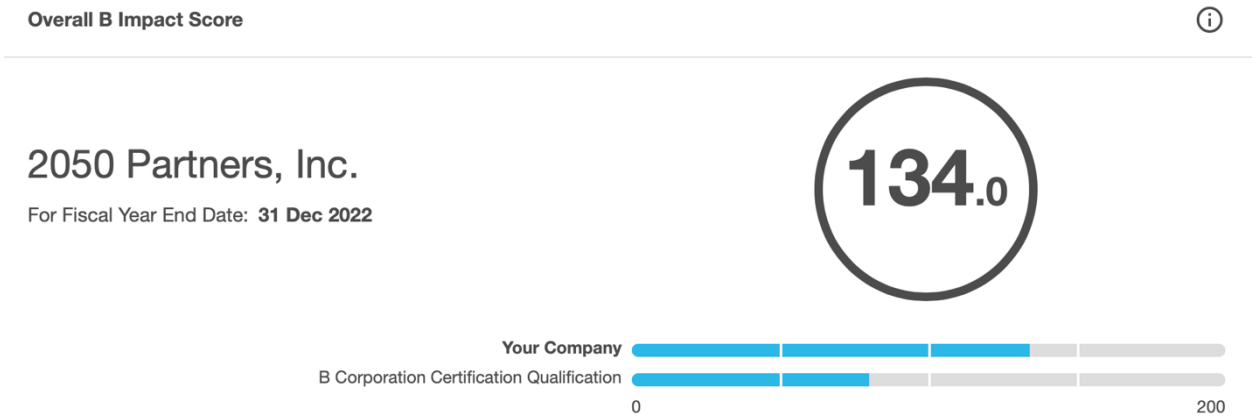 Overall B Impact Score
2050 Partners, Inc.
For Fiscal Year End Date: 31 Dec 2022
134.0
Your Company
B Corporation Certification Qualification
0 200